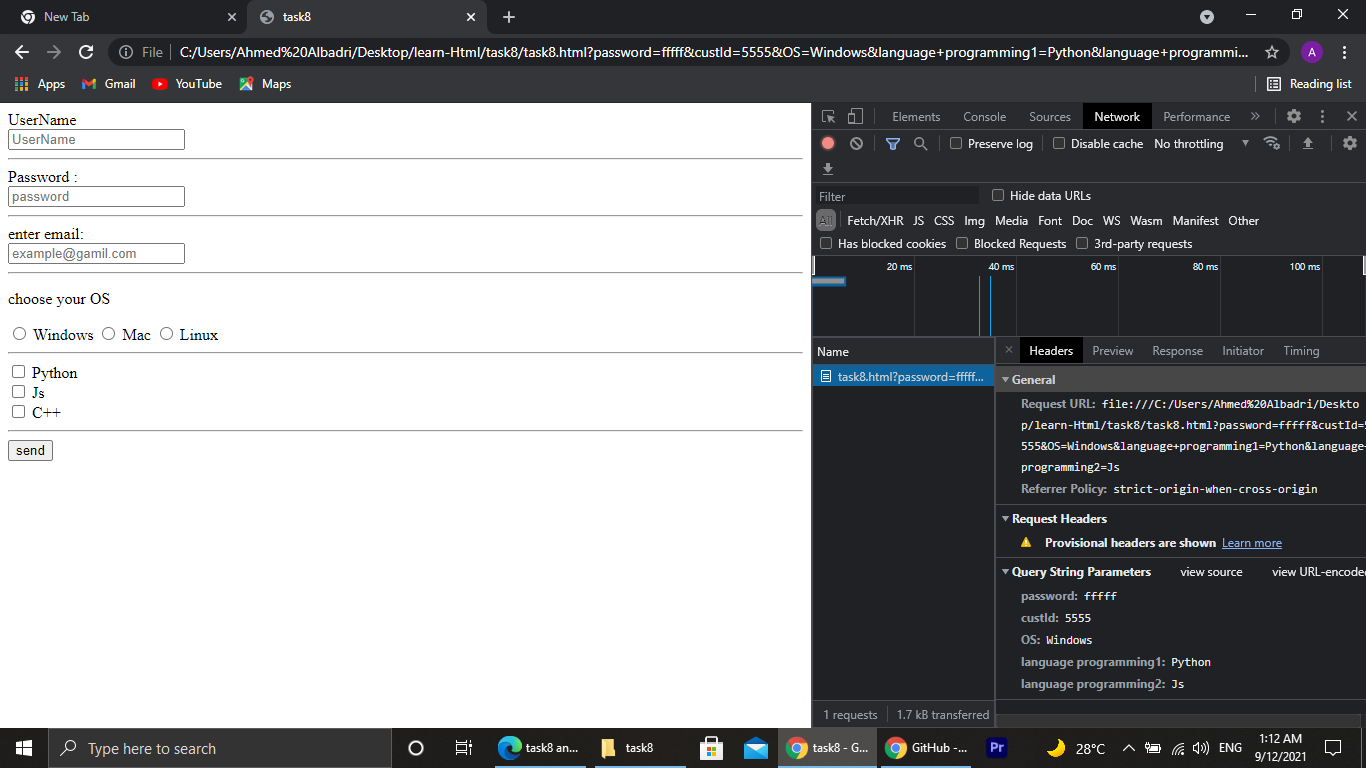 New Tab
task8
File
C:/Users/Ahmed%20Albadri/Desktop/learn-Html/task8/task8.html?password=fffff&custId=5555&OS=Windows&language+programming1=Python&language+programmi...
A
Apps
Gmail
YouTube
Maps
Reading list
UserName
UserName
Password :
password
enter email:
example@gamil.com
choose your OS
Windows Mac Linux
Python
Js
C++
send
Elements Console Sources Network Performance
Preserve log Disable cache No throttling
Filter Hide data URLs
All Fetch/XHR JS CSS Img Media Font Doc WS Wasm Manifest Other
Has blocked cookies Blocked Requests 3rd-party requests
20 ms 40 ms 60 ms 80 ms 100 ms
Name
task8.html?password=fffff...
1 requests 1.7 kB transferred
Headers Preview Response Initiator Timing
General
Request URL: file:///C:/Users/Ahmed%20Albadri/Deskto
p/learn-Html/task8/task8.html?password=fffff&custId=5
555&OS=Windows&language+programming1=Python&language+
programming2=Js
Referrer Policy: strict-origin-when-cross-origin
Request Headers
Provisional headers are shown Learn more
Query String Parameters view source view URL-encoded
password: fffff
custId: 5555
OS: Windows
language programming1: Python
language programming2: Js
Type here to search
task8 an...
task8
task8 - G...
GitHub -...
Pr
28°C
ENG
1:12 AM
9/12/2021